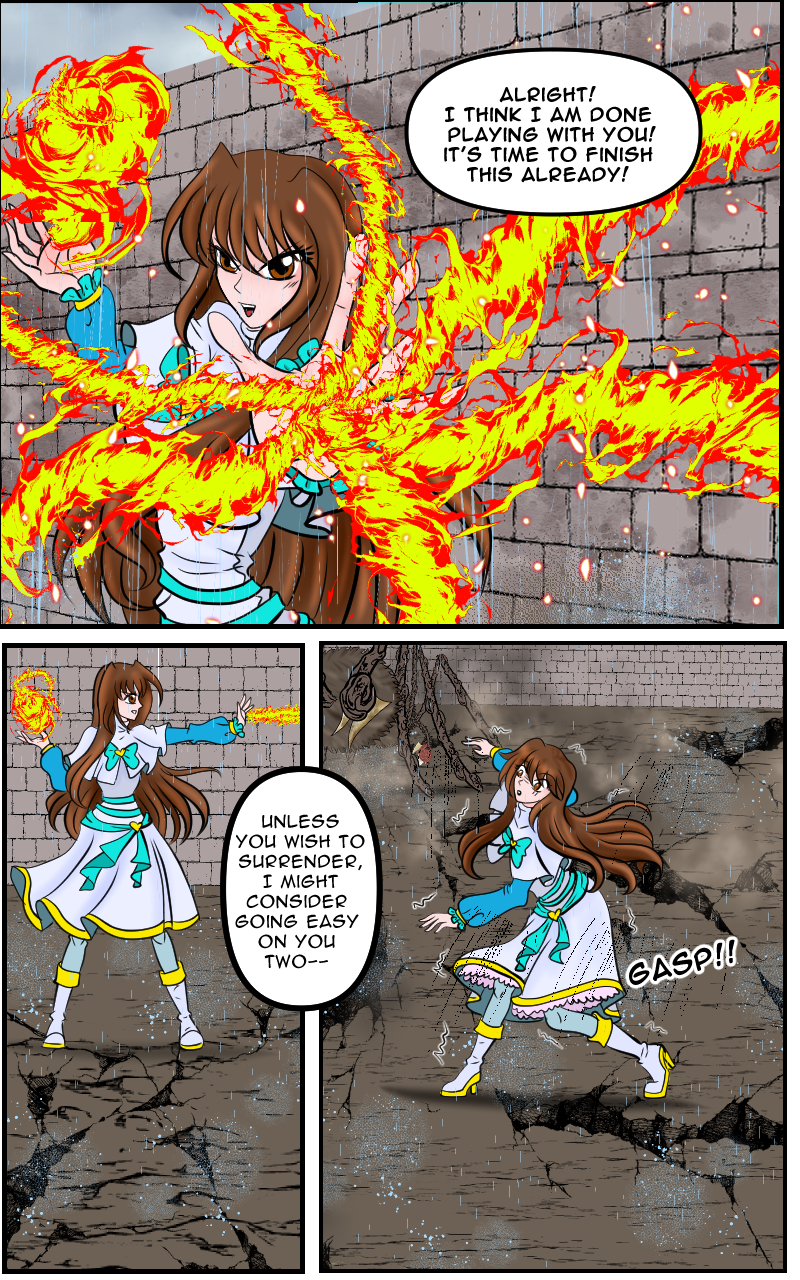 ALRIGHT!
I THINK I AM DONE
PLAYING WITH YOU!
IT'S TIME TO FINISH
THIS ALREADY!
UNLESS
YOU WISH TO
SURRENDER,
I MIGHT
CONSIDER
GOING EASY
ON YOU
TWO--
GASP!!